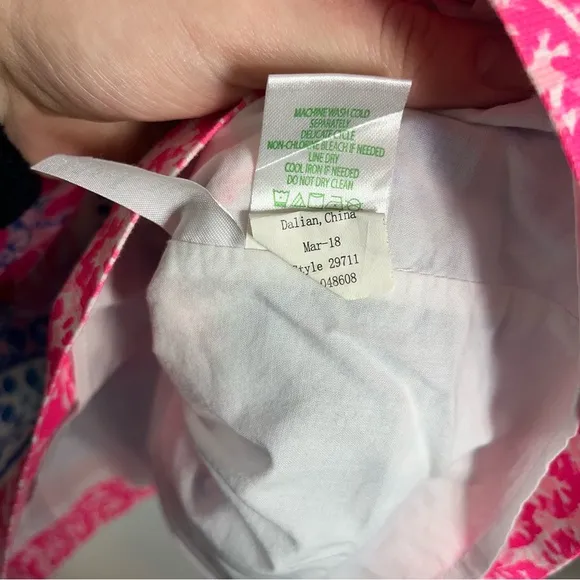 MACHINE WASH COLD
SEPARATELY
DELICATE CYCLE
NON-CHLORINE BLEACH IF NEEDED
LINE DRY
COOL IRON IF NEEDED
DO NOT DRY CLEAN
Dalian, China
Mar-18
Style 29711
048608